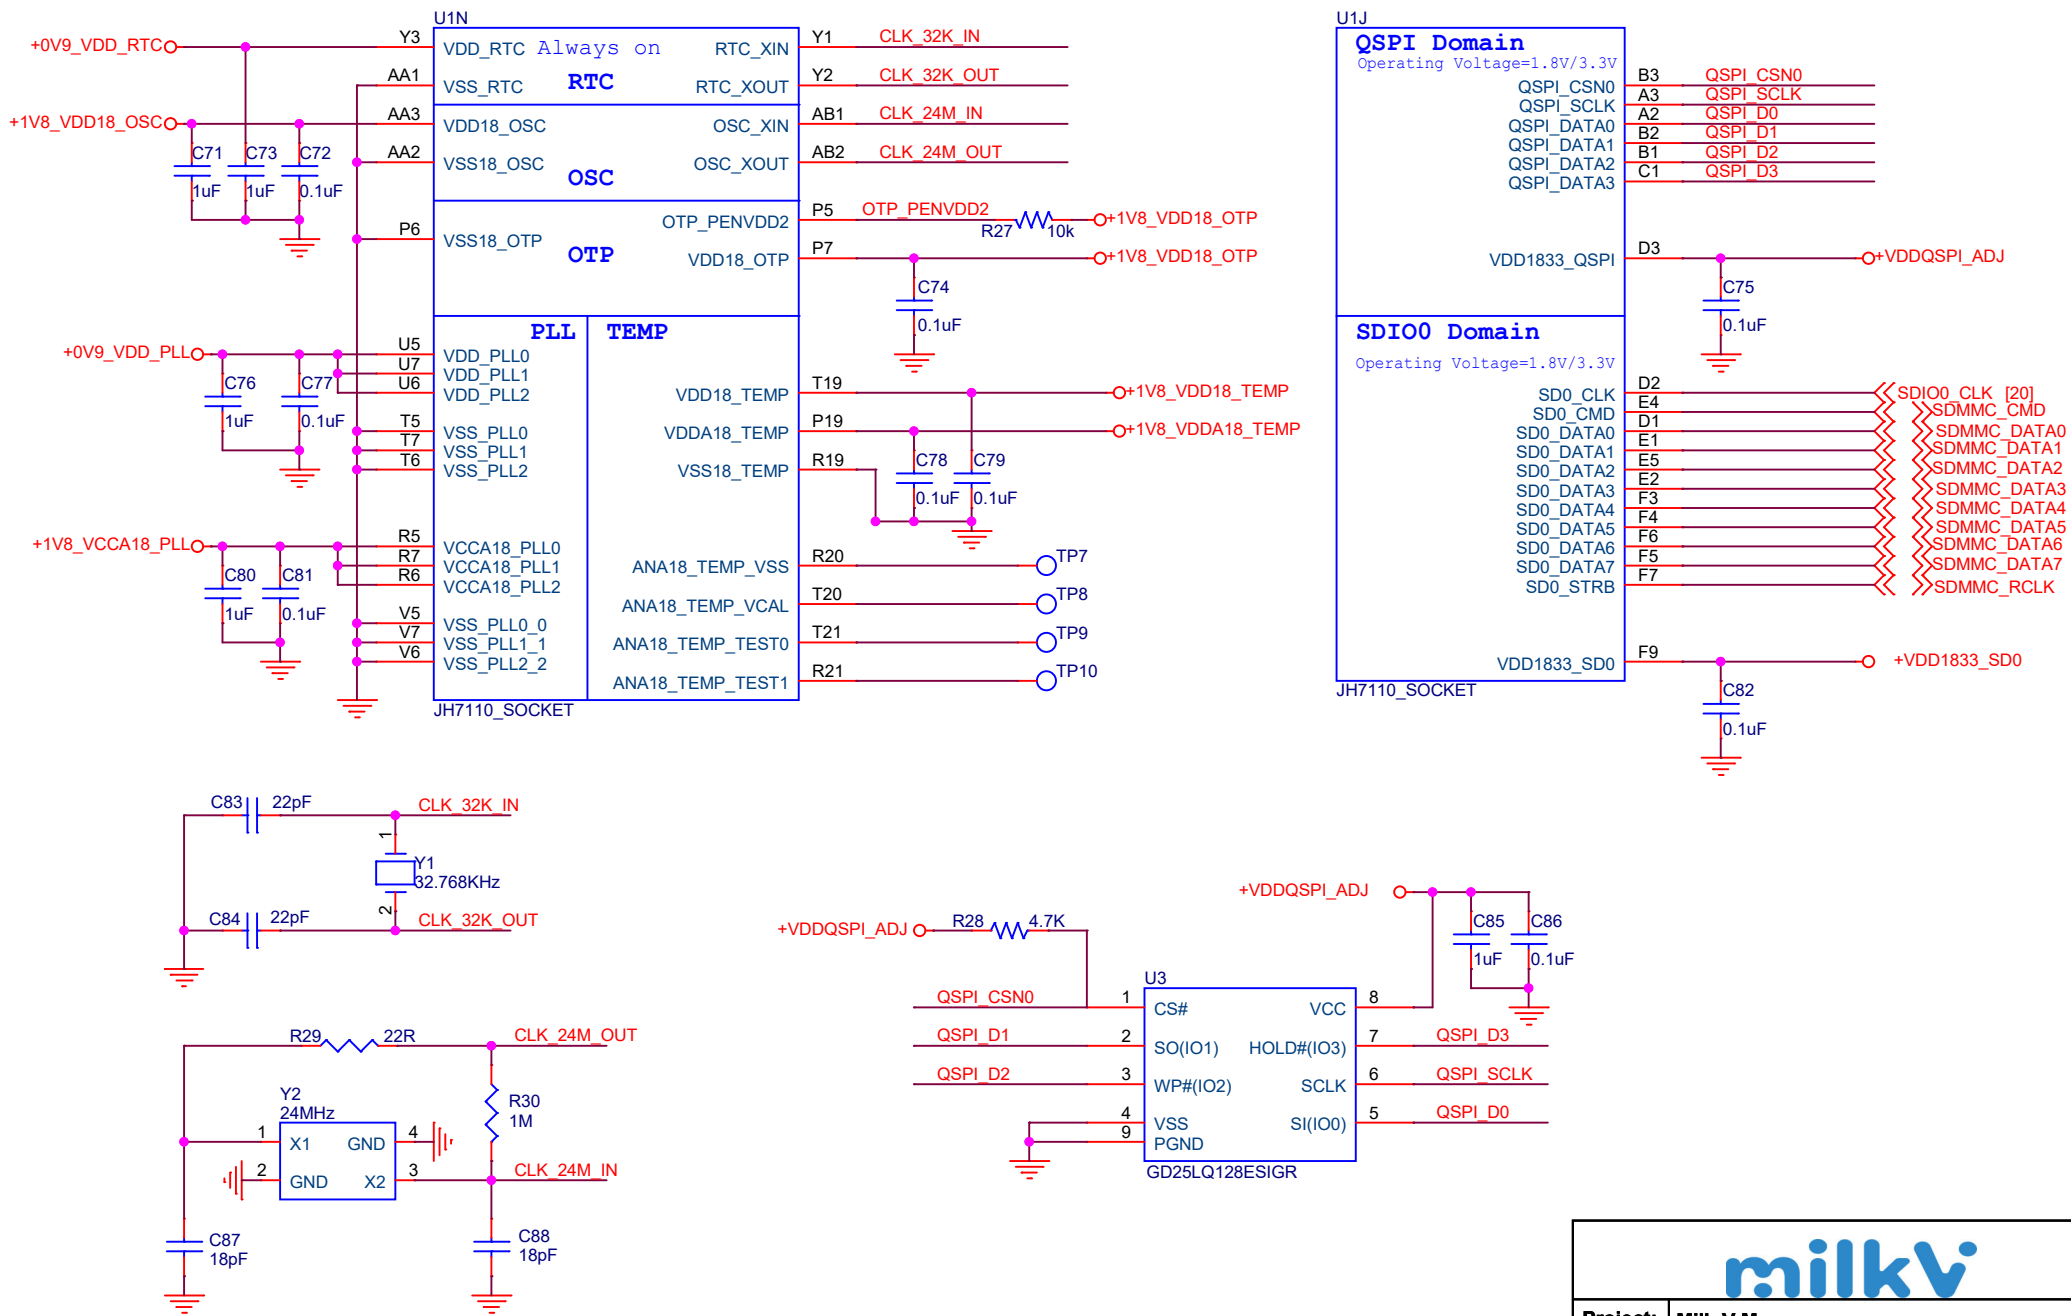 U1N
+0V9_VDD_RTC
Y3
VDD_RTC
Always on
RTC_XIN
Y1
CLK_32K_IN
AA1
VSS_RTC
RTC
RTC_XOUT
Y2
CLK_32K_OUT
+1V8_VDD18_OSC
AA3
VDD18_OSC
OSC_XIN
AB1
CLK_24M_IN
AA2
VSS18_OSC
OSC
OSC_XOUT
AB2
CLK_24M_OUT
C71
1uF
C73
1uF
C72
0.1uF
P6
VSS18_OTP
OTP
OTP_PENVDD2
P5
OTP_PENVDD2
R27
10k
+1V8_VDD18_OTP
VDD18_OTP
P7
+1V8_VDD18_OTP
C74
0.1uF
PLL
TEMP
+0V9_VDD_PLL
U5
VDD_PLL0
U7
VDD_PLL1
U6
VDD_PLL2
C76
1uF
C77
0.1uF
T5
VSS_PLL0
T7
VSS_PLL1
T6
VSS_PLL2
VDD18_TEMP
T19
+1V8_VDD18_TEMP
VDDA18_TEMP
P19
+1V8_VDDA18_TEMP
VSS18_TEMP
R19
C78
0.1uF
C79
0.1uF
+1V8_VCCA18_PLL
R5
VCCA18_PLL0
R7
VCCA18_PLL1
R6
VCCA18_PLL2
C80
1uF
C81
0.1uF
V5
VSS_PLL0_0
V7
VSS_PLL1_1
V6
VSS_PLL2_2
ANA18_TEMP_VSS
R20
TP7
ANA18_TEMP_VCAL
T20
TP8
ANA18_TEMP_TEST0
T21
TP9
ANA18_TEMP_TEST1
R21
TP10
JH7110_SOCKET
U1J
QSPI Domain
Operating Voltage=1.8V/3.3V
QSPI_CSN0
B3
QSPI_CSN0
QSPI_SCLK
A3
QSPI_SCLK
QSPI_DATA0
A2
QSPI_D0
QSPI_DATA1
B2
QSPI_D1
QSPI_DATA2
B1
QSPI_D2
QSPI_DATA3
C1
QSPI_D3
VDD1833_QSPI
D3
+VDDQSPI_ADJ
C75
0.1uF
SDIO0 Domain
Operating Voltage=1.8V/3.3V
SD0_CLK
D2
SDIO0_CLK [20]
SD0_CMD
E4
SDMMC_CMD
SD0_DATA0
D1
SDMMC_DATA0
SD0_DATA1
E1
SDMMC_DATA1
SD0_DATA2
E5
SDMMC_DATA2
SD0_DATA3
E2
SDMMC_DATA3
SD0_DATA4
F3
SDMMC_DATA4
SD0_DATA5
F4
SDMMC_DATA5
SD0_DATA6
F6
SDMMC_DATA6
SD0_DATA7
F5
SDMMC_DATA7
SD0_STRB
F7
SDMMC_RCLK
VDD1833_SD0
F9
+VDD1833_SD0
JH7110_SOCKET
C82
0.1uF
C83
22pF
CLK_32K_IN
1
Y1
32.768KHz
2
C84
22pF
CLK_32K_OUT
R29
22R
CLK_24M_OUT
R30
1M
Y2
24MHz
1
X1
GND
4
2
GND
X2
3
CLK_24M_IN
C87
18pF
C88
18pF
+VDDQSPI_ADJ
R28
4.7K
+VDDQSPI_ADJ
C85
1uF
C86
0.1uF
U3
QSPI_CSN0
1
CS#
VCC
8
QSPI_D1
2
SO(IO1)
HOLD#(IO3)
7
QSPI_D3
QSPI_D2
3
WP#(IO2)
SCLK
6
QSPI_SCLK
4
VSS
SI(IO0)
5
QSPI_D0
9
PGND
GD25LQ128ESIGR
milkV